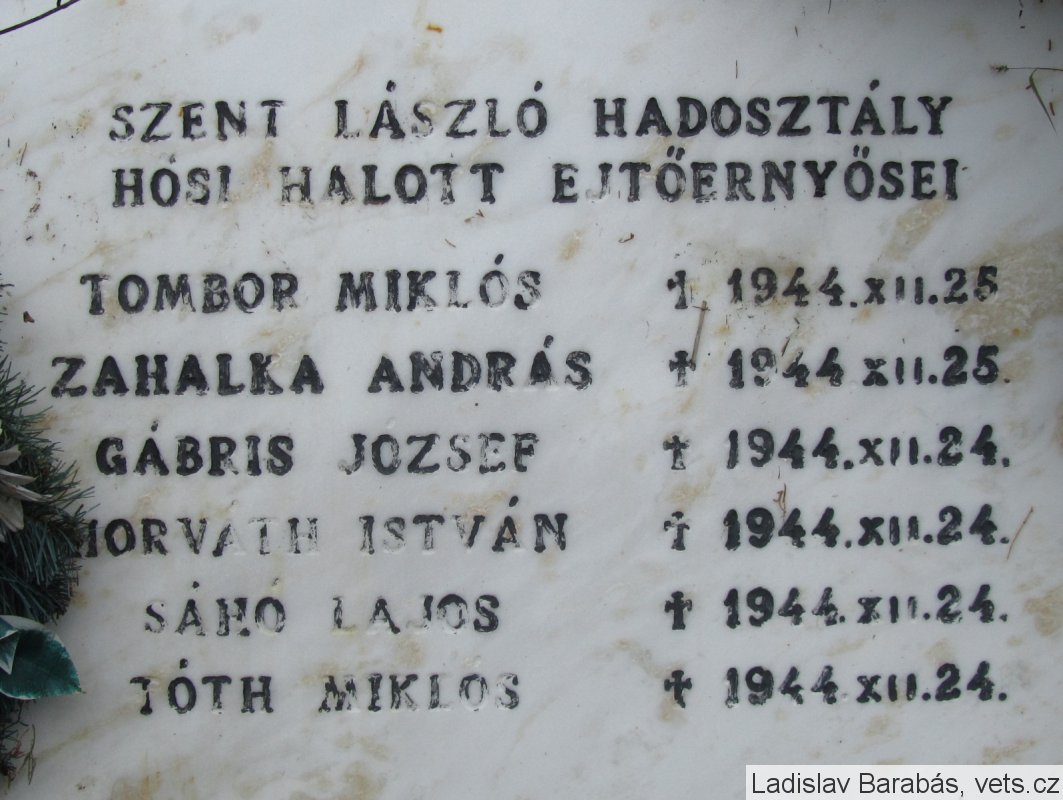 SZENT LÁSZLÓ HADOSZTÁLY
HŐSI HALOTT EJTŐERNYŐSEI
TOMBOR MIKLÓS † 1944.XII.25
ZAHALKA ANDRÁS † 1944.XII.25.
GÁBRIS JOZSEF † 1944.XII.24.
HORVÁTH ISTVÁN † 1944.XII.24.
SÁHÓ LAJOS † 1944.XII.24.
TÓTH MIKLOS † 1944.XII.24.
Ladislav Barabás, vets.cz